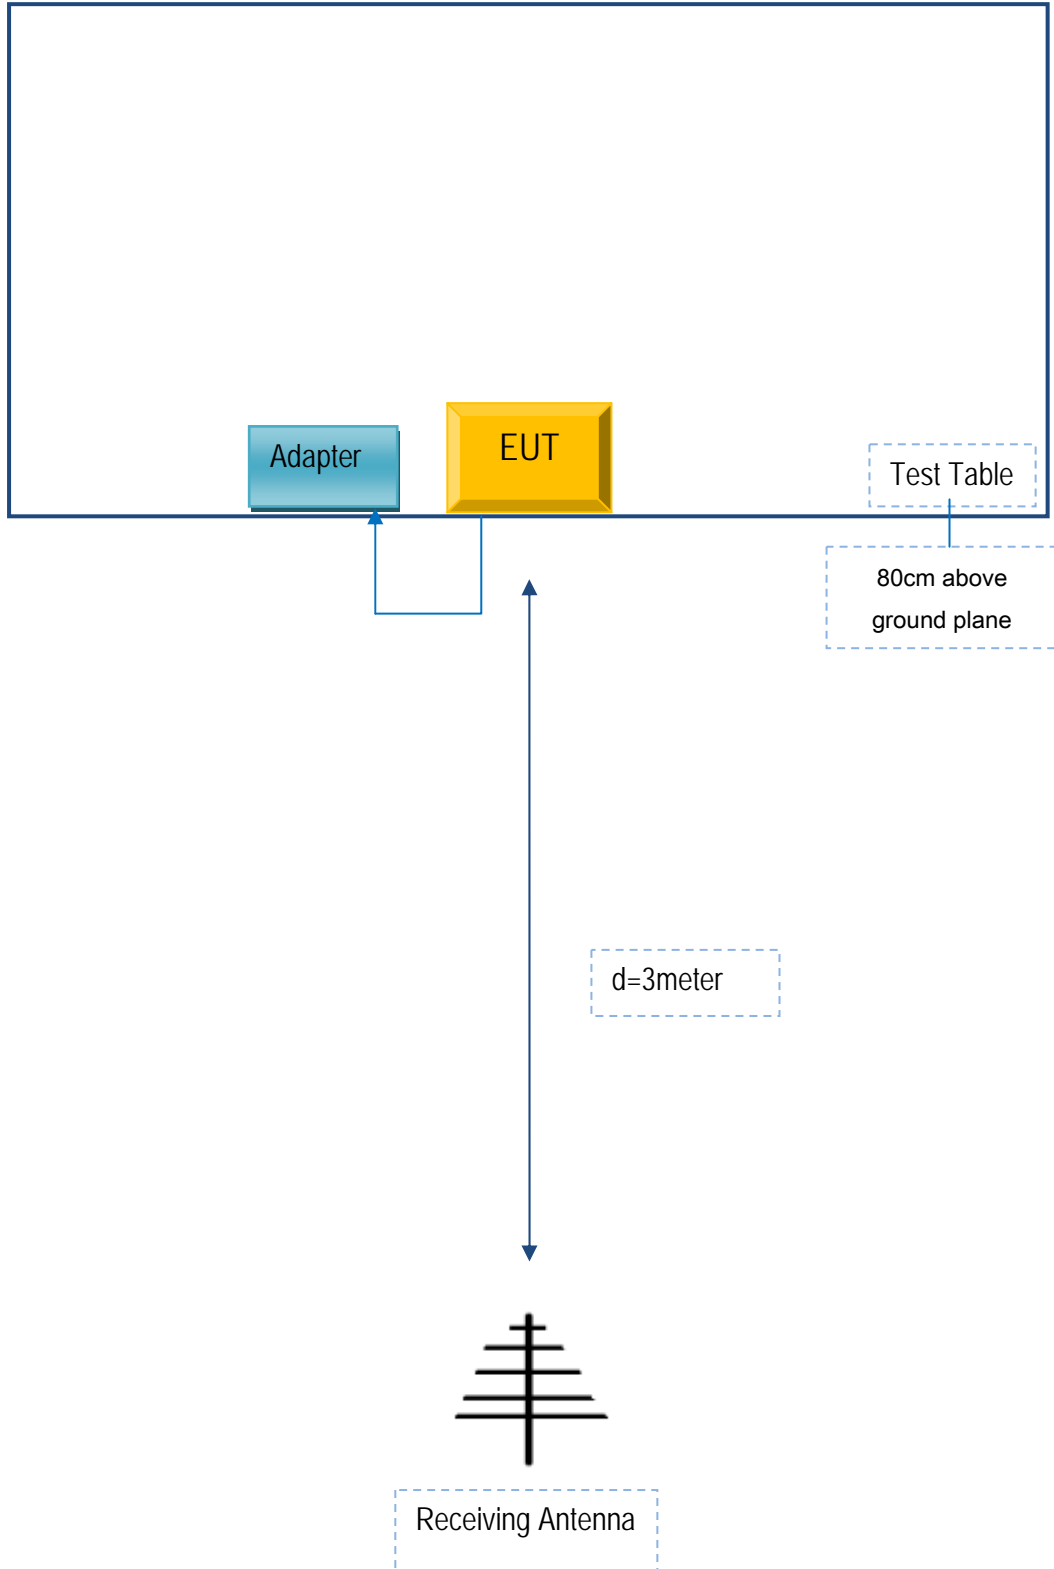 Adapter
EUT
Test Table
80cm above
ground plane
d=3meter
Receiving Antenna